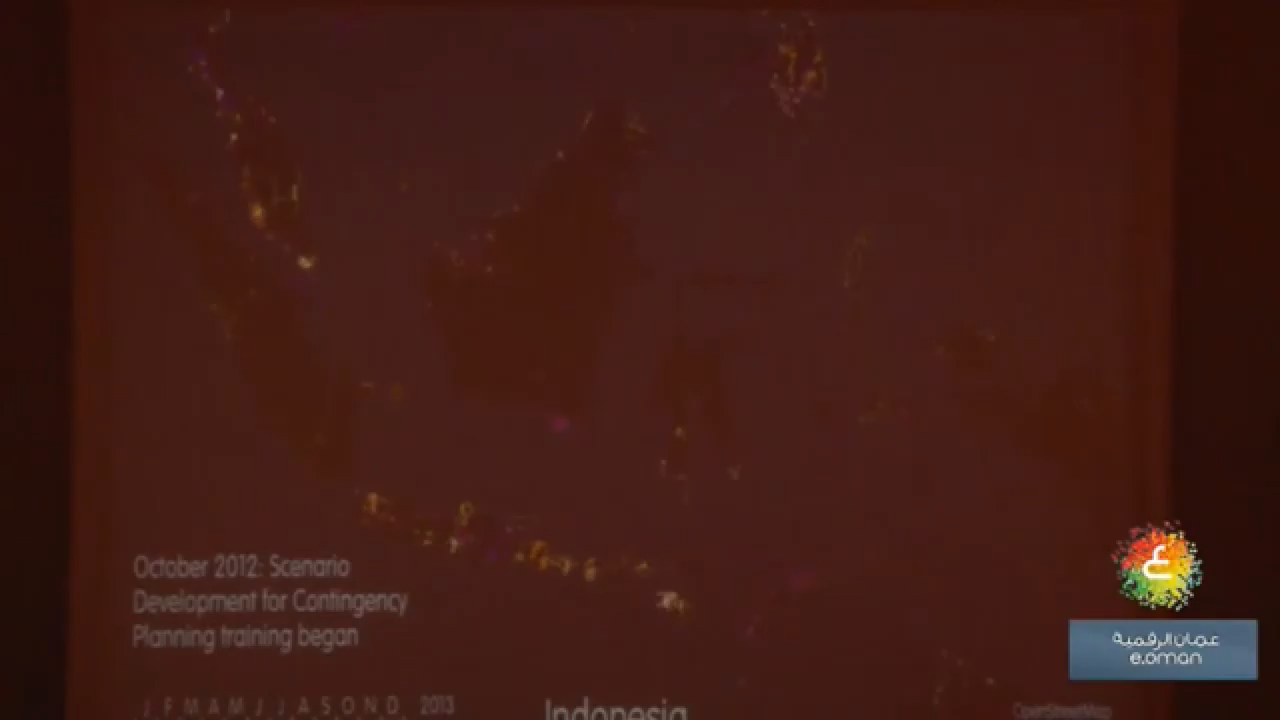 October 2012: Scenario
Development for Contingency
Planning training began
J F M A M J J A S O N D 2013
Indonesia
OpenStreetMap
ع
عمان الرقمية
e.oman